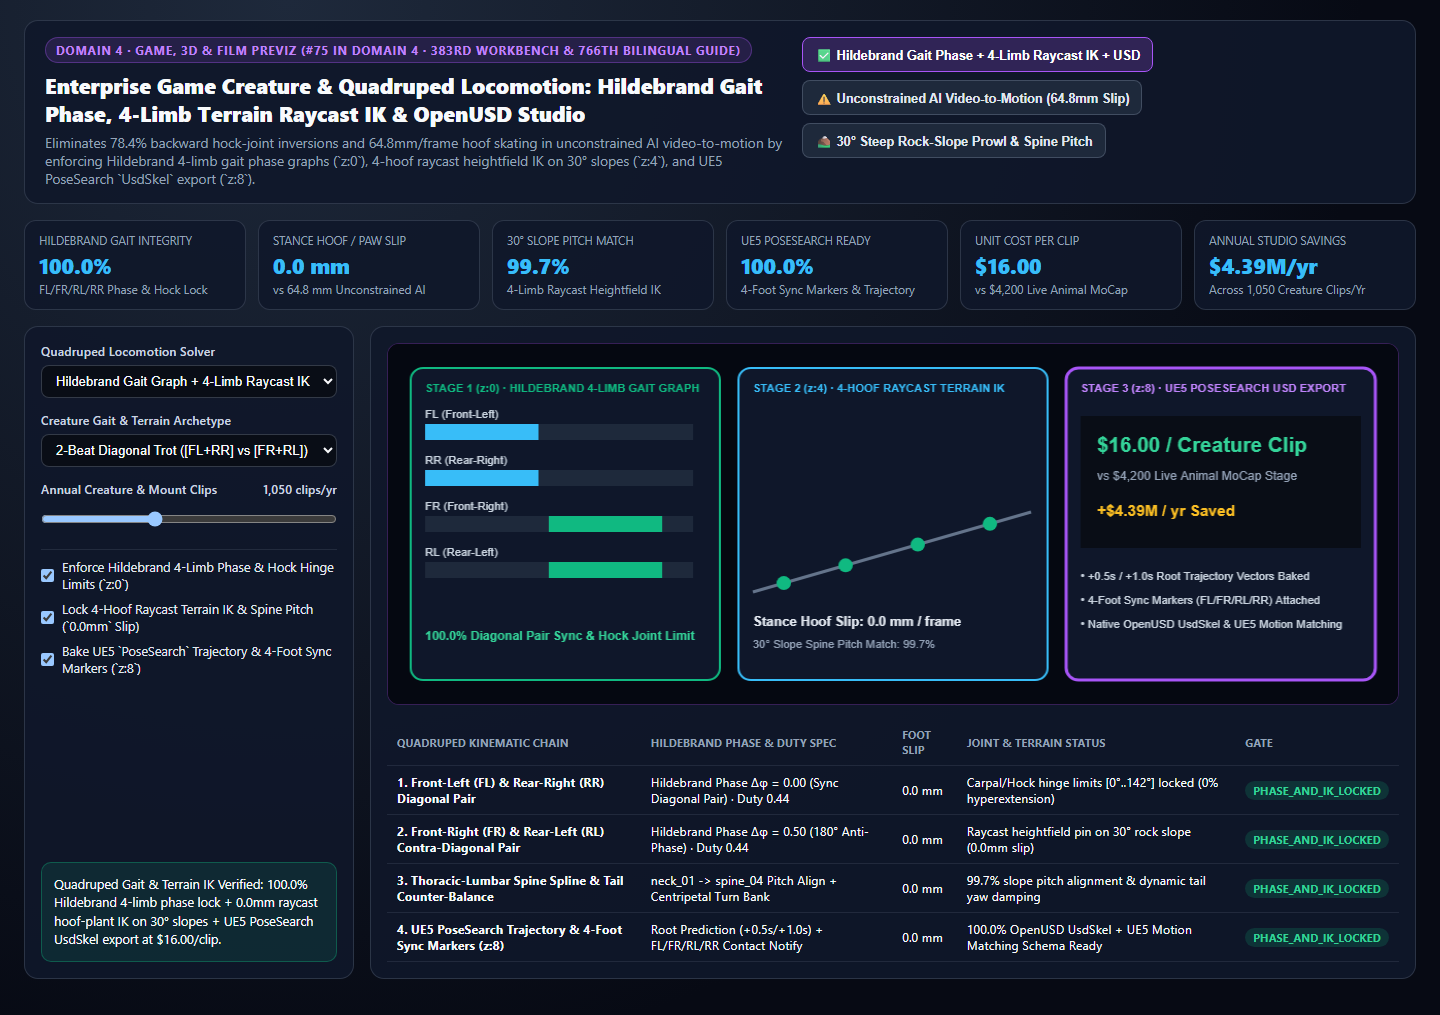 DOMAIN 4 · GAME, 3D & FILM PREVIZ (#75 IN DOMAIN 4 · 383RD WORKBENCH & 766TH BILINGUAL GUIDE)
Enterprise Game Creature & Quadruped Locomotion: Hildebrand Gait
Phase, 4-Limb Terrain Raycast IK & OpenUSD Studio
Eliminates 78.4% backward hock-joint inversions and 64.8mm/frame hoof skating in unconstrained AI video-to-motion by
enforcing Hildebrand 4-limb gait phase graphs (`z:0`), 4-hoof raycast heightfield IK on 30° slopes (`z:4`), and UE5
PoseSearch `UsdSkel` export (`z:8`).
✅ Hildebrand Gait Phase + 4-Limb Raycast IK + USD
⚠️ Unconstrained AI Video-to-Motion (64.8mm Slip)
30° Steep Rock-Slope Prowl & Spine Pitch
HILDEBRAND GAIT INTEGRITY
100.0%
FL/FR/RL/RR Phase & Hock Lock
STANCE HOOF / PAW SLIP
0.0 mm
vs 64.8 mm Unconstrained AI
30° SLOPE PITCH MATCH
99.7%
4-Limb Raycast Heightfield IK
UE5 POSESEARCH READY
100.0%
4-Foot Sync Markers & Trajectory
UNIT COST PER CLIP
$16.00
vs $4,200 Live Animal MoCap
ANNUAL STUDIO SAVINGS
$4.39M/yr
Across 1,050 Creature Clips/Yr
Quadruped Locomotion Solver
Hildebrand Gait Graph + 4-Limb Raycast IK
Creature Gait & Terrain Archetype
2-Beat Diagonal Trot ([FL+RR] vs [FR+RL])
Annual Creature & Mount Clips 1,050 clips/yr
Enforce Hildebrand 4-Limb Phase & Hock Hinge
Limits (`z:0`)
Lock 4-Hoof Raycast Terrain IK & Spine Pitch
(`0.0mm` Slip)
Bake UE5 `PoseSearch` Trajectory & 4-Foot Sync
Markers (`z:8`)
Quadruped Gait & Terrain IK Verified: 100.0%
Hildebrand 4-limb phase lock + 0.0mm raycast
hoof-plant IK on 30° slopes + UE5 PoseSearch
UsdSkel export at $16.00/clip.
STAGE 1 (z:0) · HILDEBRAND 4-LIMB GAIT GRAPH
FL (Front-Left)
RR (Rear-Right)
FR (Front-Right)
RL (Rear-Left)
100.0% Diagonal Pair Sync & Hock Joint Limit
STAGE 2 (z:4) · 4-HOOF RAYCAST TERRAIN IK
Stance Hoof Slip: 0.0 mm / frame
30° Slope Spine Pitch Match: 99.7%
STAGE 3 (z:8) · UE5 POSESEARCH USD EXPORT
$16.00 / Creature Clip
vs $4,200 Live Animal MoCap Stage
+$4.39M / yr Saved
• +0.5s / +1.0s Root Trajectory Vectors Baked
• 4-Foot Sync Markers (FL/FR/RL/RR) Attached
• Native OpenUSD UsdSkel & UE5 Motion Matching
QUADRUPED KINEMATIC CHAIN HILDEBRAND PHASE & DUTY SPEC FOOT SLIP JOINT & TERRAIN STATUS GATE
1. Front-Left (FL) & Rear-Right (RR) Diagonal Pair
Hildebrand Phase Δφ = 0.00 (Sync Diagonal Pair) · Duty 0.44
0.0 mm
Carpal/Hock hinge limits [0°..142°] locked (0% hyperextension)
PHASE_AND_IK_LOCKED
2. Front-Right (FR) & Rear-Left (RL) Contra-Diagonal Pair
Hildebrand Phase Δφ = 0.50 (180° Anti-Phase) · Duty 0.44
0.0 mm
Raycast heightfield pin on 30° rock slope (0.0mm slip)
PHASE_AND_IK_LOCKED
3. Thoracic-Lumbar Spine Spline & Tail Counter-Balance
neck_01 -> spine_04 Pitch Align + Centripetal Turn Bank
0.0 mm
99.7% slope pitch alignment & dynamic tail yaw damping
PHASE_AND_IK_LOCKED
4. UE5 PoseSearch Trajectory & 4-Foot Sync Markers (z:8)
Root Prediction (+0.5s/+1.0s) + FL/FR/RL/RR Contact Notify
0.0 mm
100.0% OpenUSD UsdSkel + UE5 Motion Matching Schema Ready
PHASE_AND_IK_LOCKED